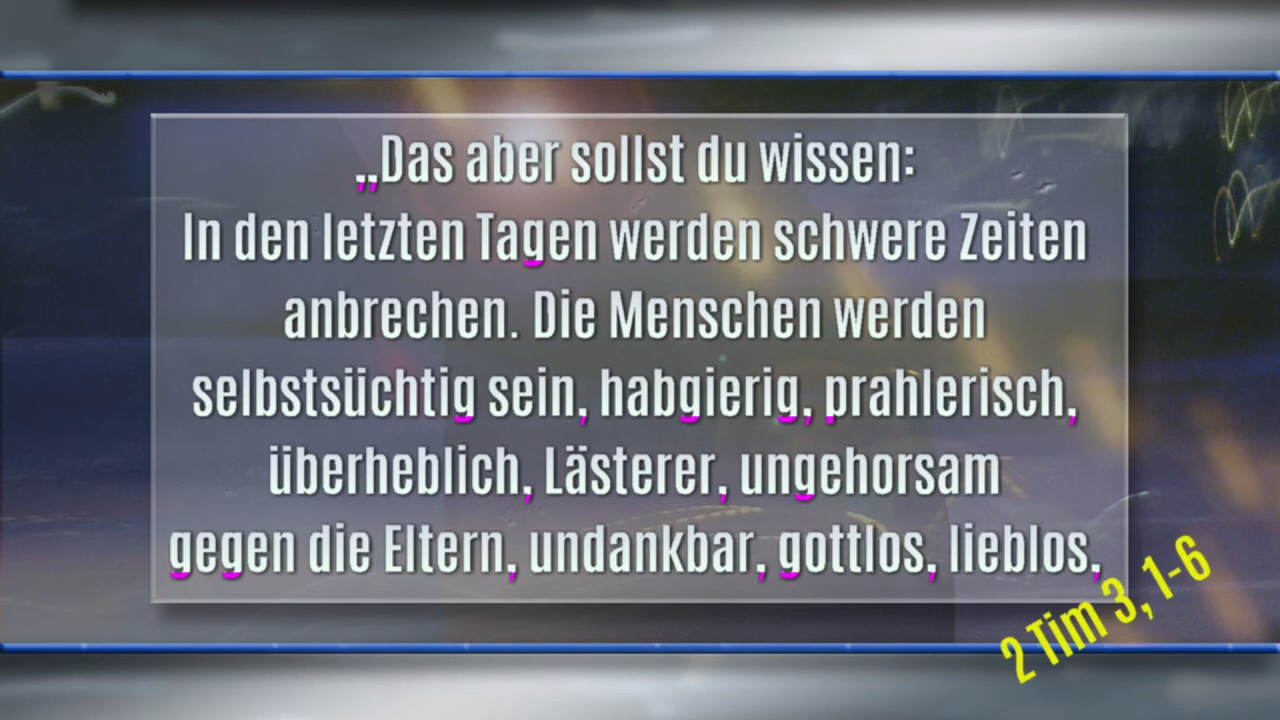 „Das aber sollst du wissen:
In den letzten Tagen werden schwere Zeiten
anbrechen. Die Menschen werden
selbstsüchtig sein, habgierig, prahlerisch,
überheblich, Lästerer, ungehorsam
gegen die Eltern, undankbar, gottlos, lieblos,
2 Tim 3, 1-6